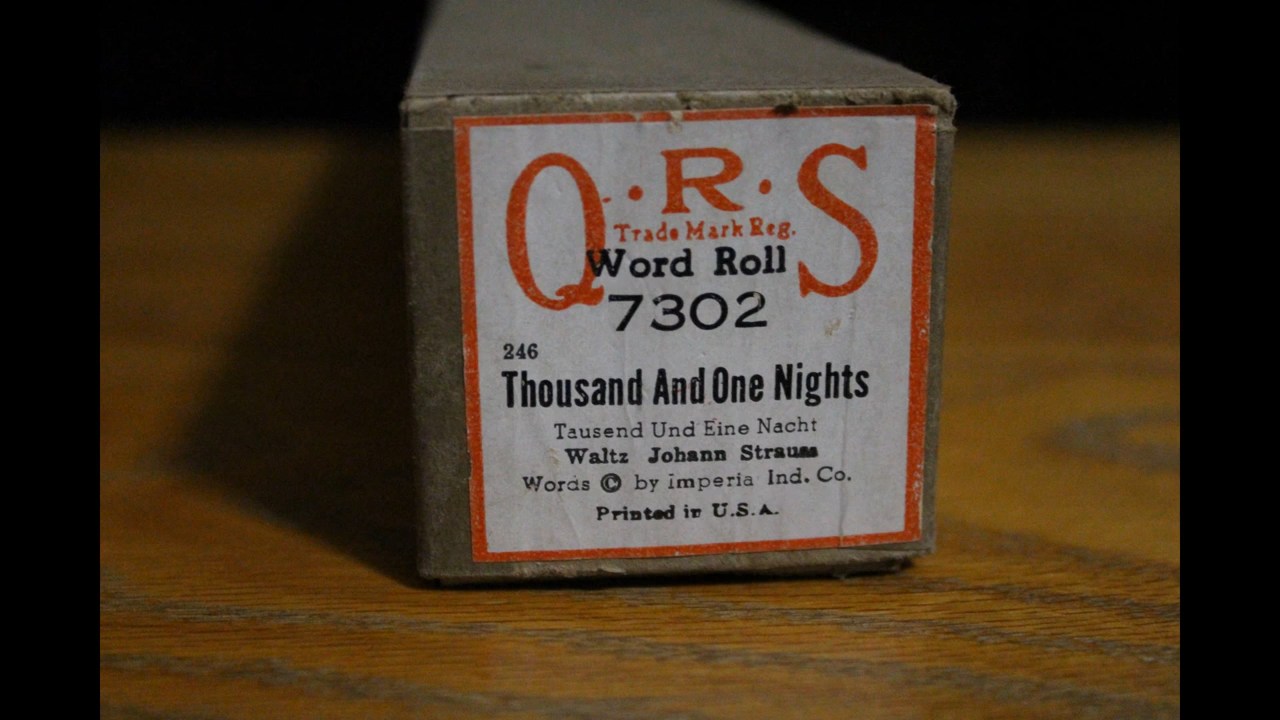 Q·R·S
Trade Mark Reg.
Word Roll
7302
246
Thousand And One Nights
Tausend Und Eine Nacht
Waltz Johann Strauss
Words © by Imperia Ind. Co.
Printed in U.S.A.